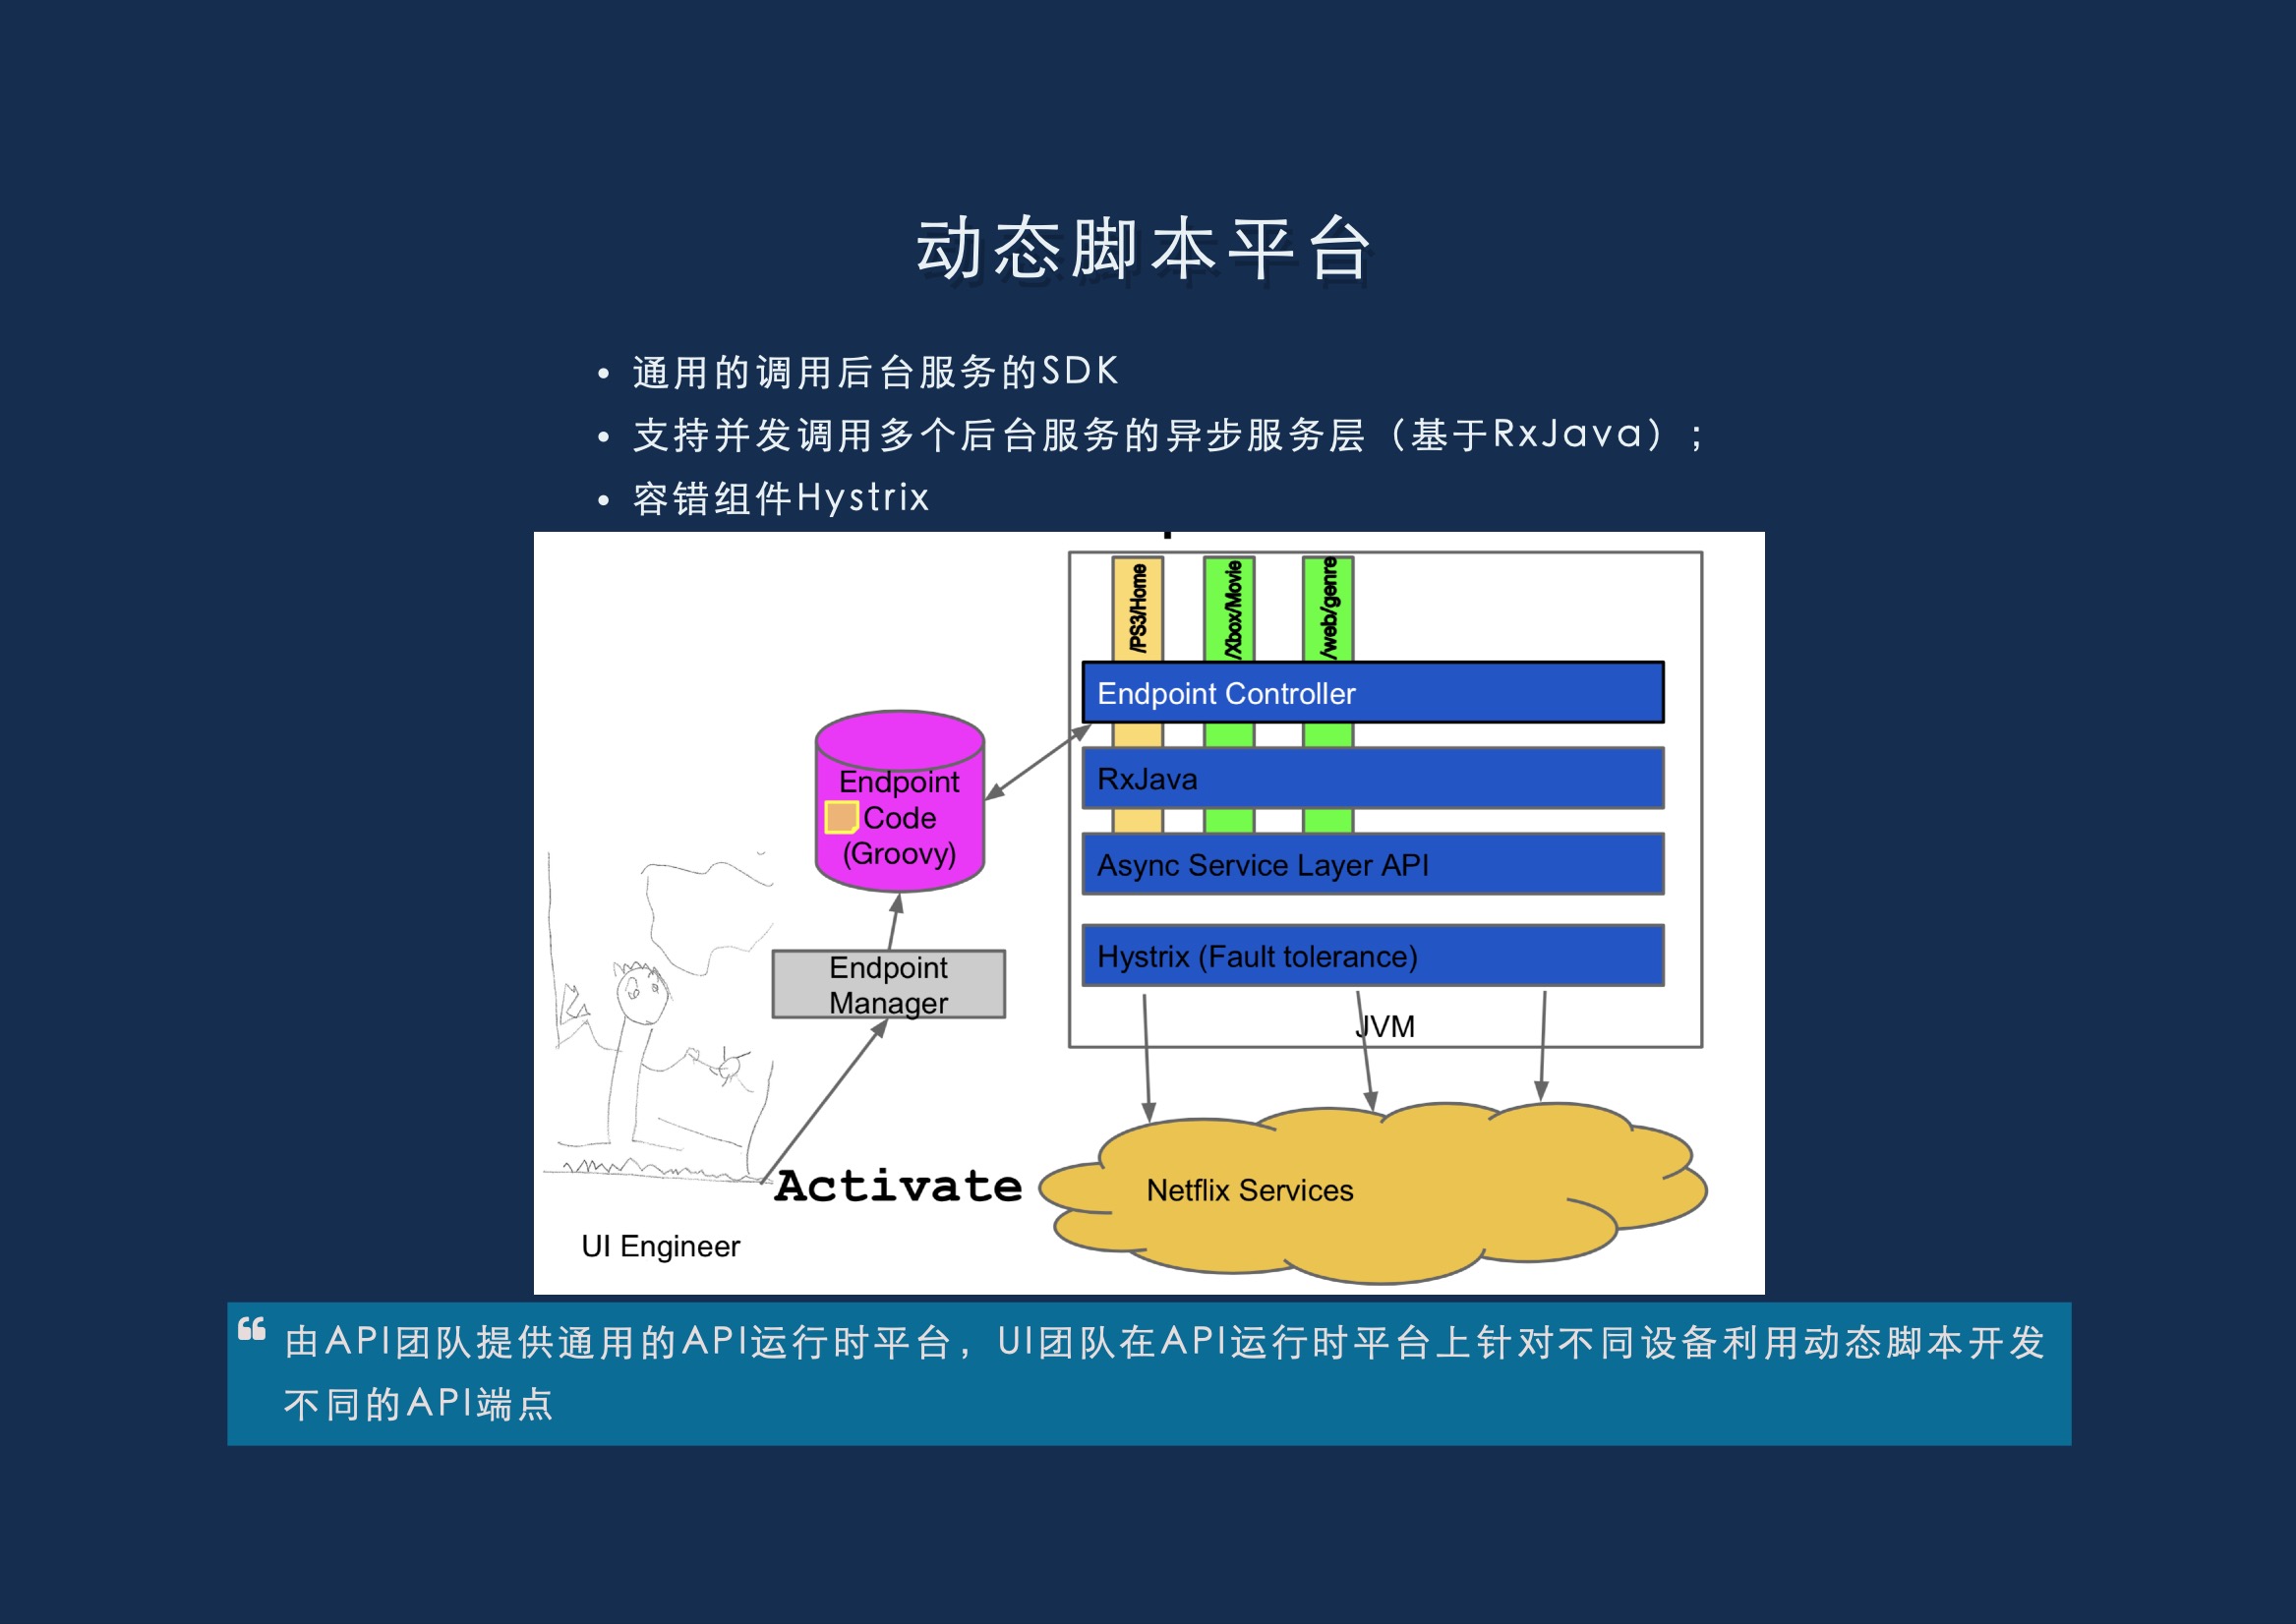 动态脚本平台
• 通用的调用后台服务的SDK
• 支持并发调用多个后台服务的异步服务层（基于RxJava）；
• 容错组件Hystrix
/PS3/Home
/Xbox/Movie
/web/genre
Endpoint Controller
RxJava
Async Service Layer API
Hystrix (Fault tolerance)
JVM
Endpoint
Code
(Groovy)
Endpoint
Manager
Activate
UI Engineer
Netflix Services
“ 由API团队提供通用的API运行时平台，UI团队在API运行时平台上针对不同设备利用动态脚本开发
不同的API端点